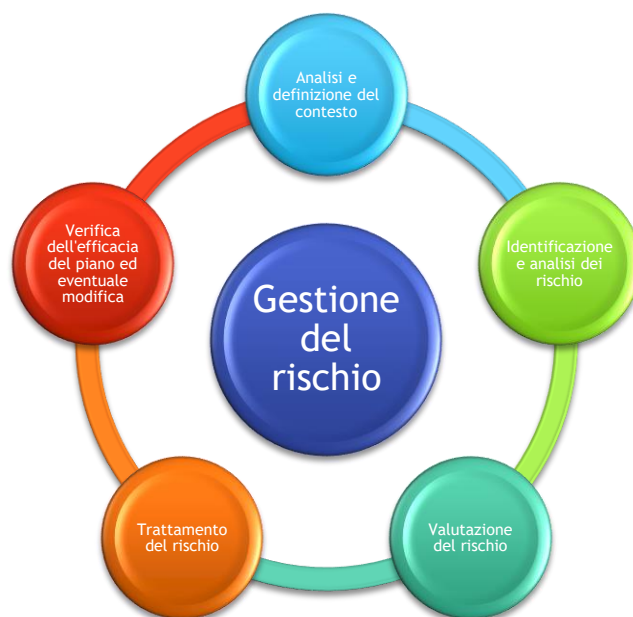 Analisi e
definizione del
contesto
Identificazione
e analisi dei
rischio
Valutazione
del rischio
Trattamento
del rischio
Verifica
dell'efficacia
del piano ed
eventuale
modifica
Gestione
del
rischio